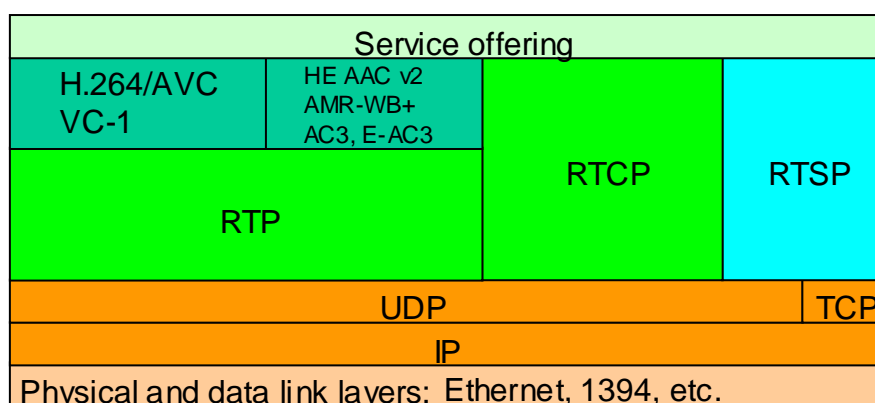 Service offering
H.264/AVC
VC-1
HE AAC v2
AMR-WB+
AC3, E-AC3
RTCP
RTSP
RTP
UDP
TCP
IP
Physical and data link layers: Ethernet, 1394, etc.